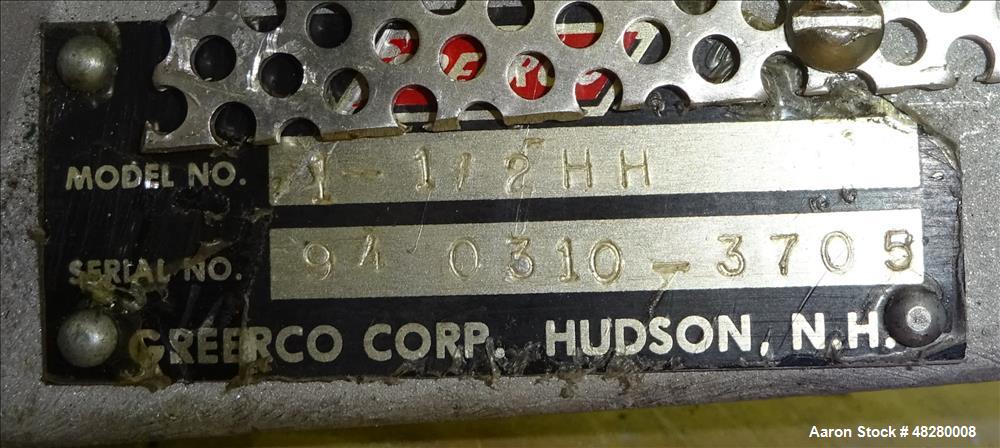 MODEL NO. 1-1/2HH
SERIAL NO. 94 0310-3705
GREERCO CORP. HUDSON, N.H.
Aaron Stock # 48280008